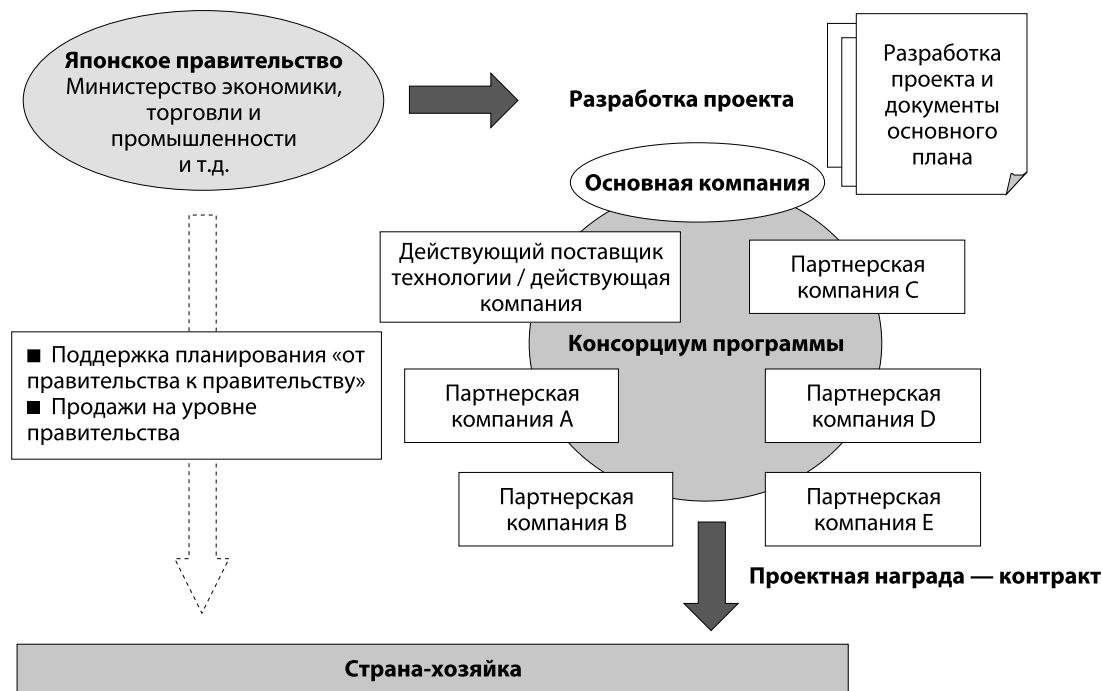 Японское правительство
Министерство экономики,
торговли и
промышленности
и т.д.
Разработка проекта
Разработка
проекта и
документы
основного
плана
Основная компания
Действующий поставщик
технологии / действующая
компания
Партнерская
компания C
Консорциум программы
■ Поддержка планирования «от
правительства к правительству»
■ Продажи на уровне
правительства
Партнерская
компания A
Партнерская
компания D
Партнерская
компания B
Партнерская
компания E
Проектная награда — контракт
Страна-хозяйка